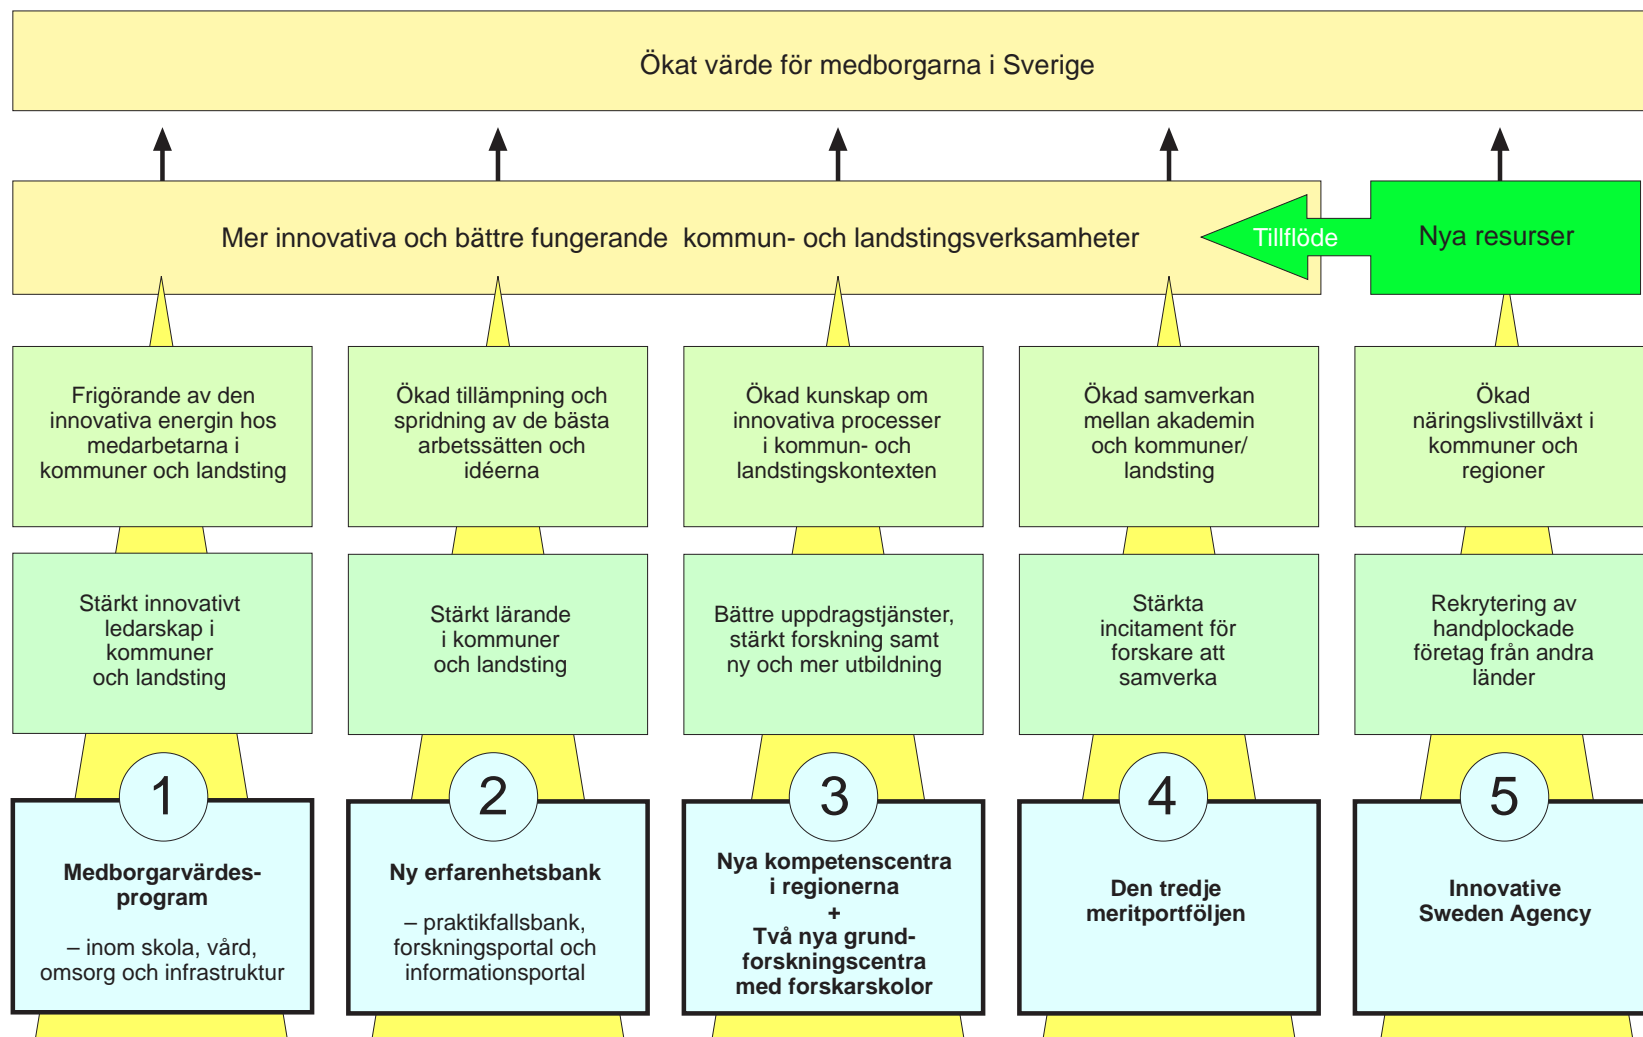 Ökat värde för medborgarna i Sverige
Mer innovativa och bättre fungerande kommun- och landstingsverksamheter
Tillflöde
Nya resurser
Frigörande av den
innovativa energin hos
medarbetarna i
kommuner och landsting
Ökad tillämpning och
spridning av de bästa
arbetssätten och
idéerna
Ökad kunskap om
innovativa processer
i kommun- och
landstingskontexten
Ökad samverkan
mellan akademin
och kommuner/
landsting
Ökad
näringslivstillväxt i
kommuner och
regioner
Stärkt innovativt
ledarskap i
kommuner
och landsting
Stärkt lärande
i kommuner
och landsting
Bättre uppdragstjänster,
stärkt forskning samt
ny och mer utbildning
Stärkta
incitament för
forskare att
samverka
Rekrytering av
handplockade
företag från andra
länder
1
Medborgarvärdes-
program
– inom skola, vård,
omsorg och infrastruktur
2
Ny erfarenhetsbank
– praktikfallsbank,
forskningsportal och
informationsportal
3
Nya kompetenscentra
i regionerna
+
Två nya grund-
forskningscentra
med forskarskolor
4
Den tredje
meritportföljen
5
Innovative
Sweden Agency